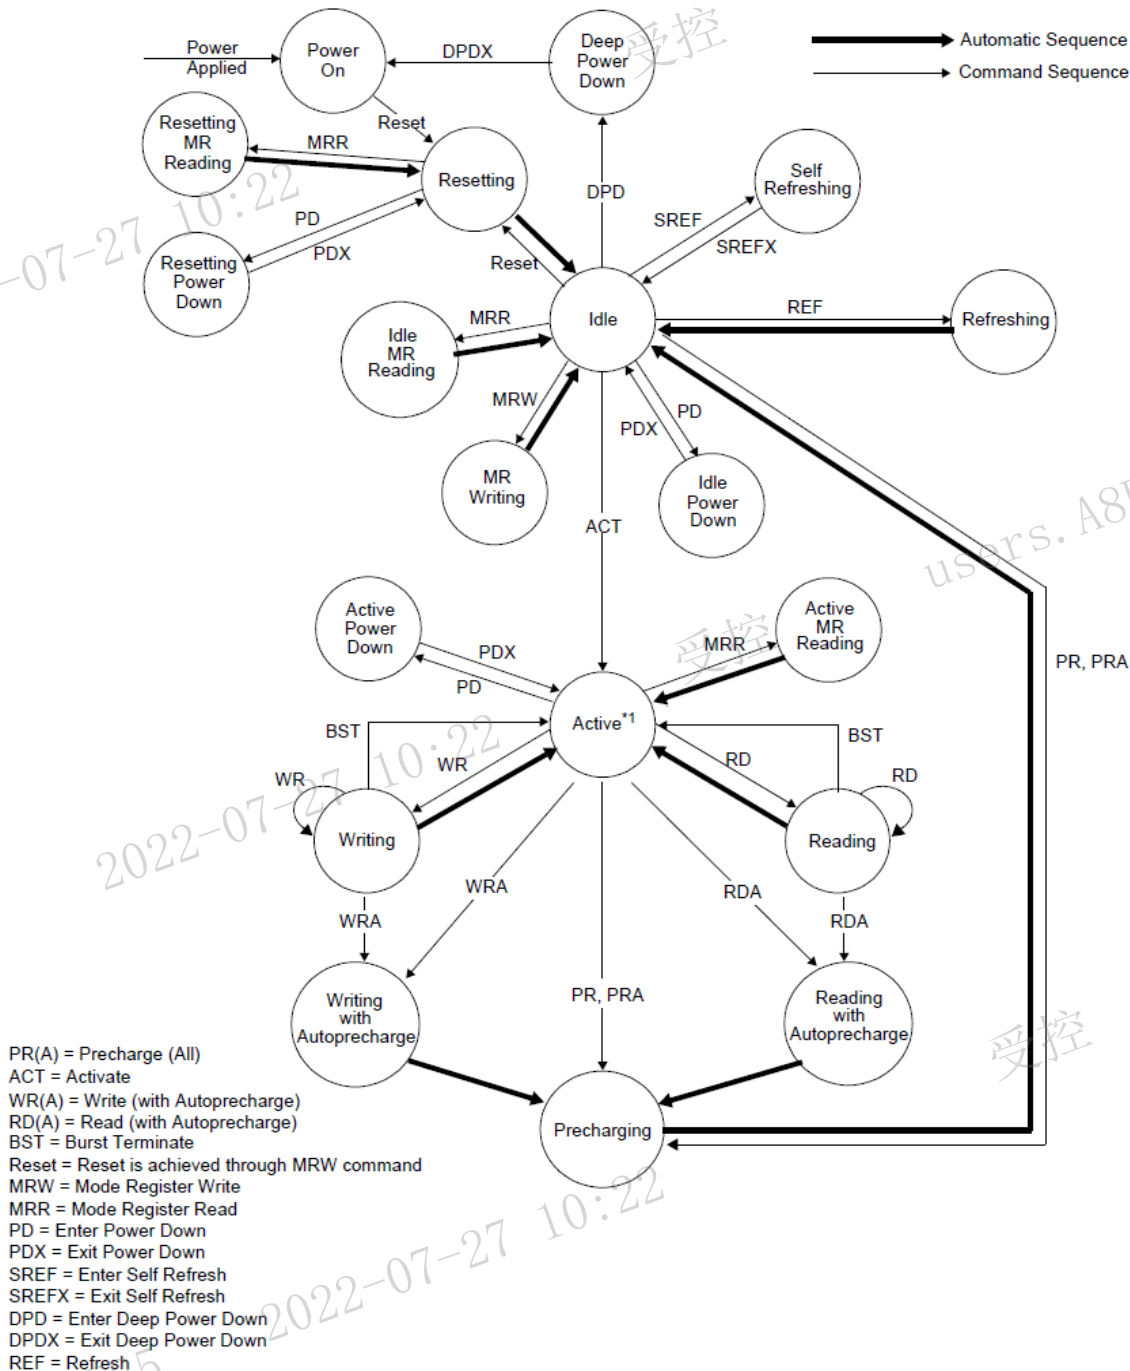 Power
Applied
Power
On
DPDX
Deep
Power
Down
Automatic Sequence
Command Sequence
受控
Reset
Resetting
MR
Reading
MRR
Resetting
DPD
Self
Refreshing
SREF
SREFX
PD
PDX
Resetting
Power
Down
Reset
-07-27 10:22
Idle
MRR
Idle
MR
Reading
REF
Refreshing
MRW
PD
PDX
MR
Writing
Idle
Power
Down
ACT
users.A8
Active
Power
Down
PDX
PD
Active
MR
Reading
MRR
受控
PR, PRA
Active*1
BST
BST
WR
WR
RD
RD
2022-07-27 10:22
Writing
Reading
WRA
WRA
RDA
RDA
Writing
with
Autoprecharge
PR, PRA
Reading
with
Autoprecharge
受控
Precharging
PR(A) = Precharge (All)
ACT = Activate
WR(A) = Write (with Autoprecharge)
RD(A) = Read (with Autoprecharge)
BST = Burst Terminate
Reset = Reset is achieved through MRW command
MRW = Mode Register Write
MRR = Mode Register Read
PD = Enter Power Down
PDX = Exit Power Down
SREF = Enter Self Refresh
SREFX = Exit Self Refresh
DPD = Enter Deep Power Down
DPDX = Exit Deep Power Down
REF = Refresh
2022-07-27 10:22
5